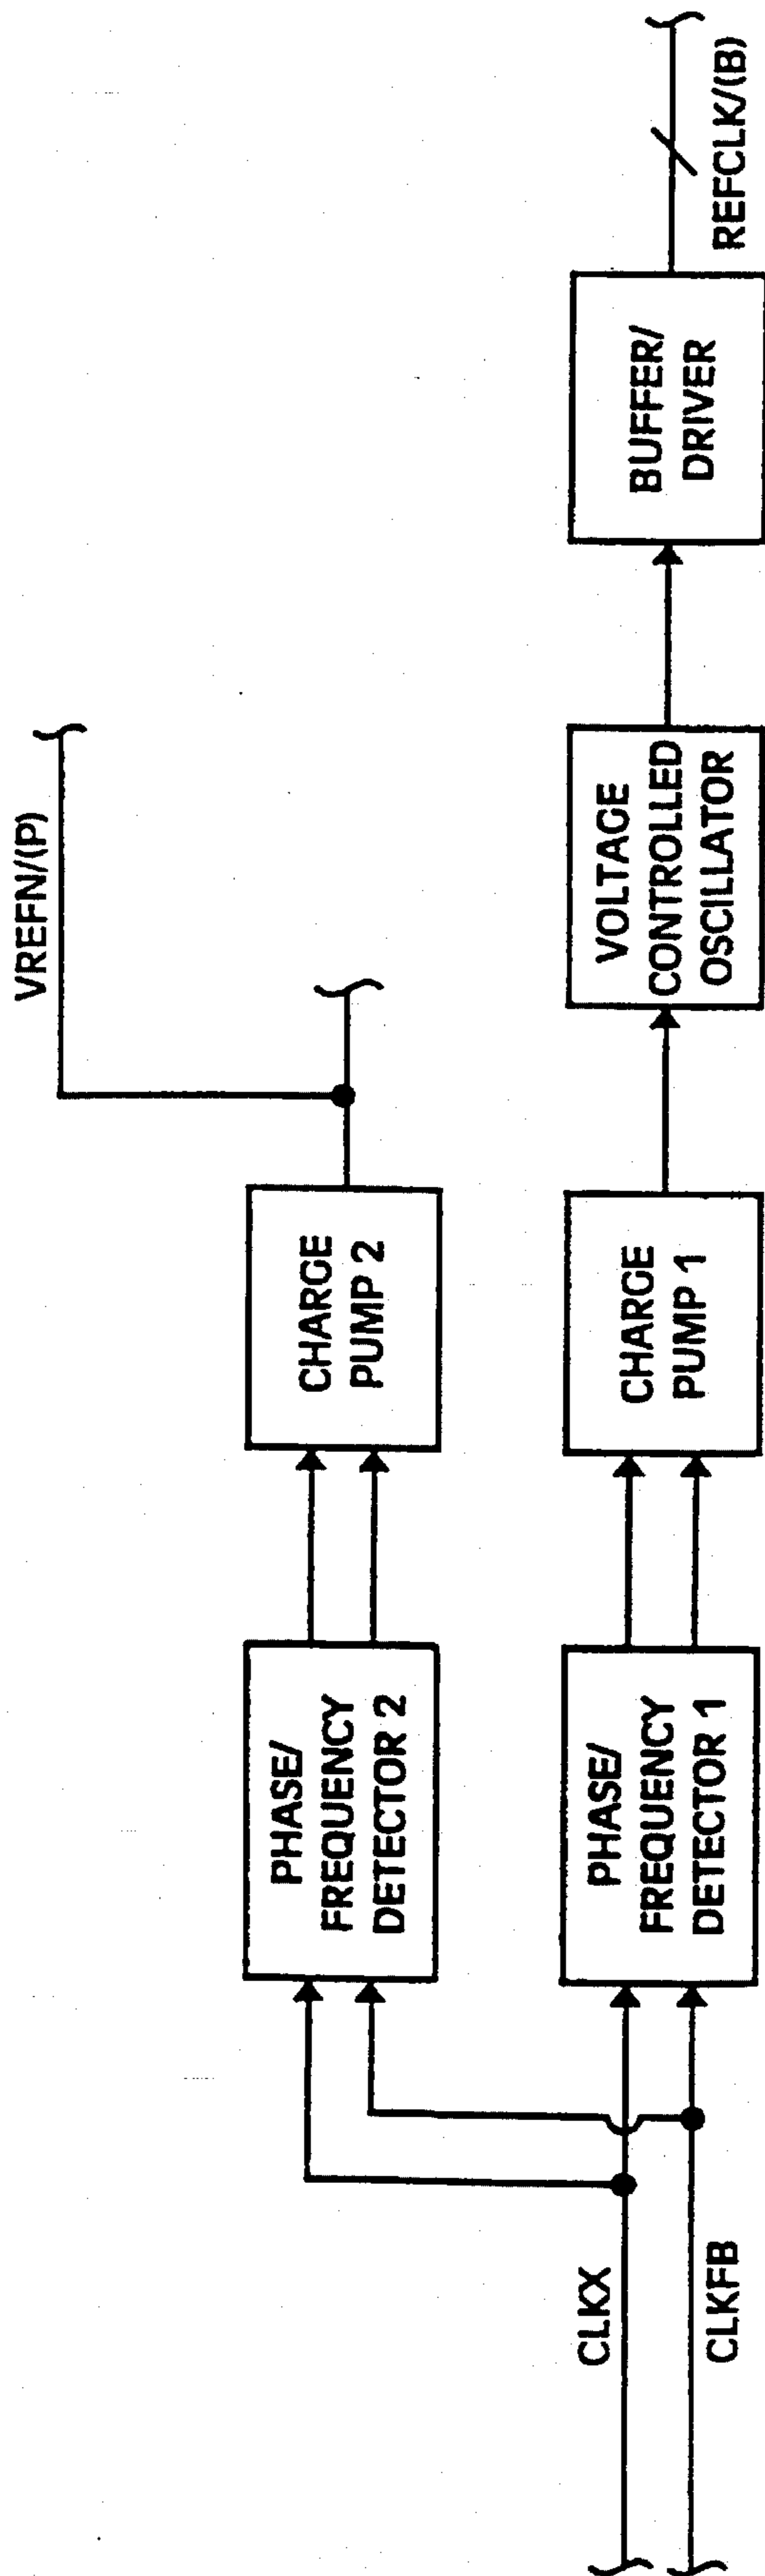 VREFN/(P)
PHASE/
FREQUENCY
DETECTOR 2
CHARGE
PUMP 2
CLKX
CLKFB
PHASE/
FREQUENCY
DETECTOR 1
CHARGE
PUMP 1
VOLTAGE
CONTROLLED
OSCILLATOR
BUFFER/
DRIVER
REFCLK/(B)